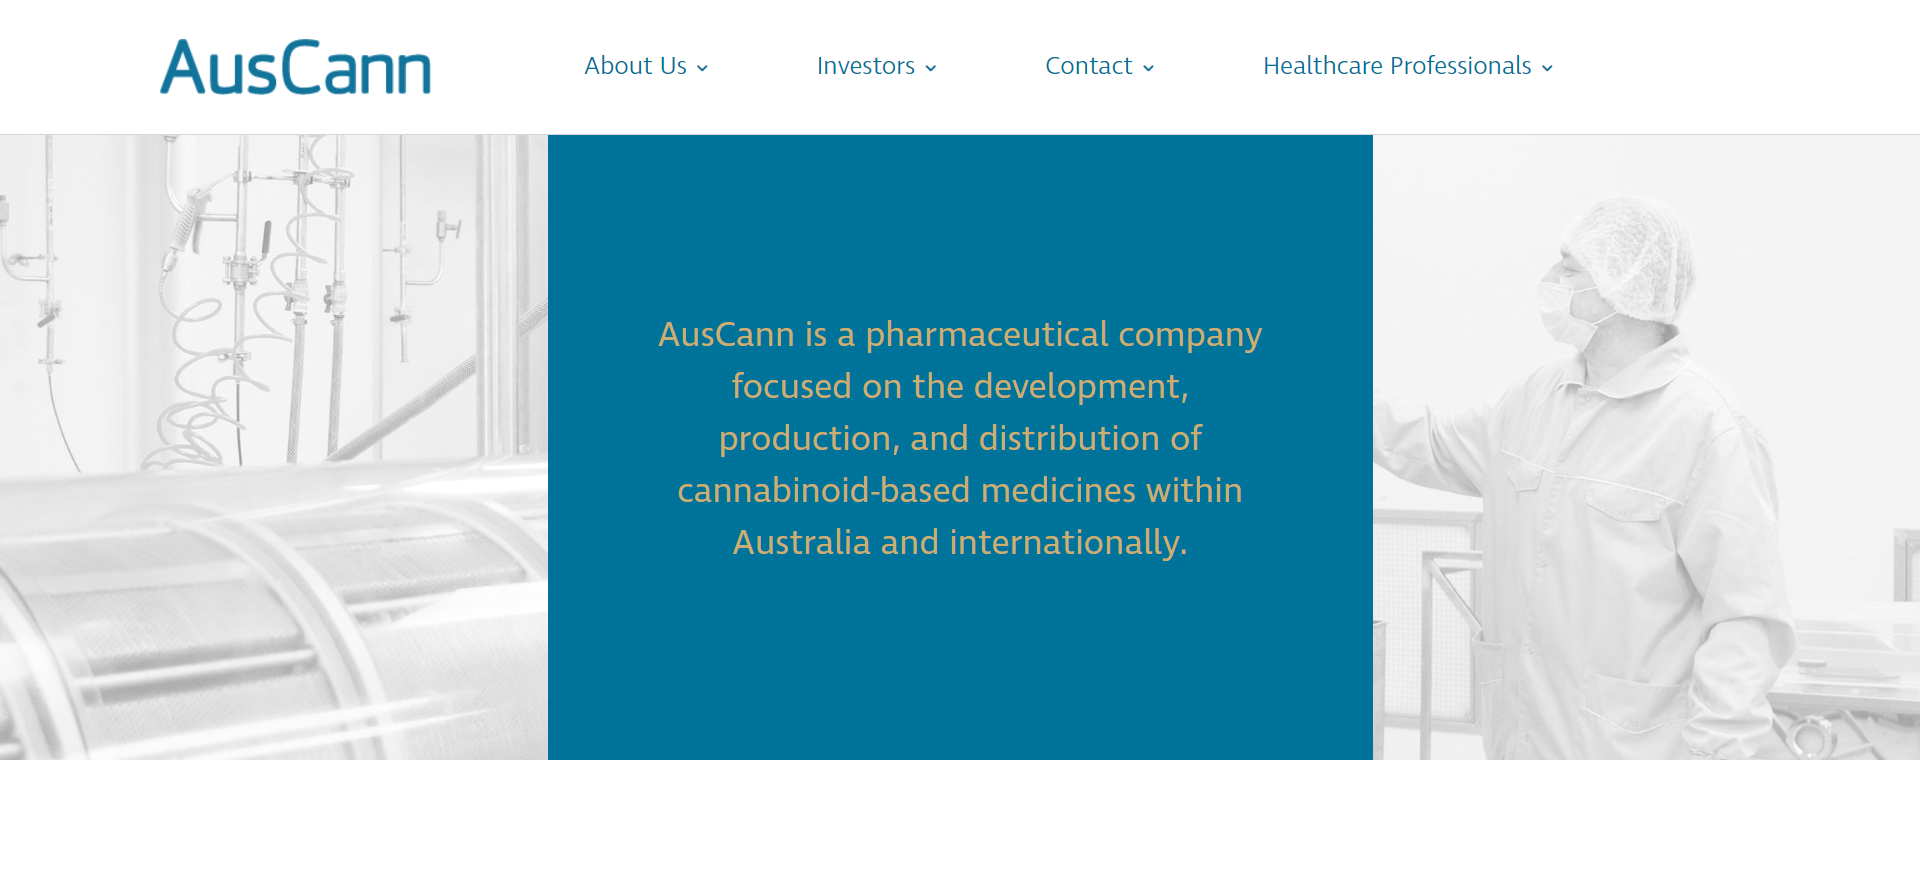 AusCann
About Us
Investors
Contact
Healthcare Professionals
AusCann is a pharmaceutical company
focused on the development,
production, and distribution of
cannabinoid-based medicines within
Australia and internationally.